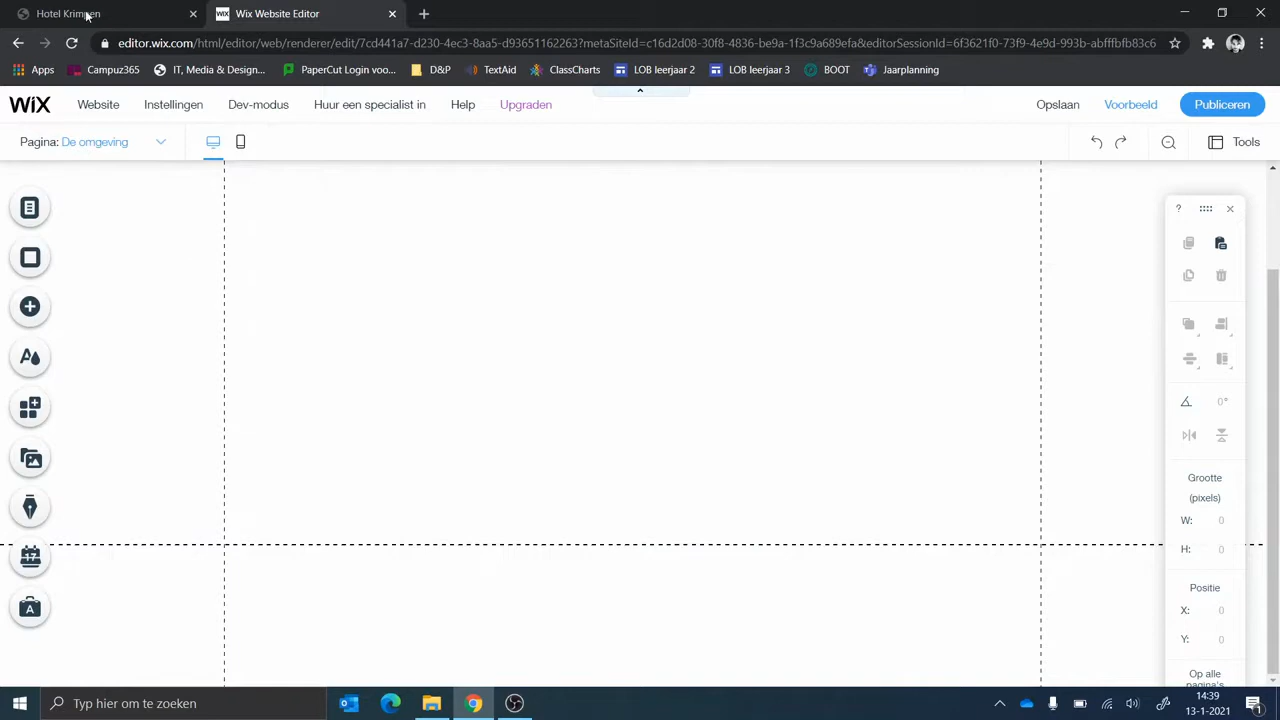 Hotel Krimpen
WIX Wix Website Editor
editor.wix.com/html/editor/web/renderer/edit/7cd441a7-d230-4ec3-8aa5-d93651162263?metaSiteId=c16d2d08-30f8-4836-be9a-1f3c9a689efa&editorSessionId=6f3621f0-73f9-4e9d-993b-abfffbfb83c6
Apps Campuz365 IT, Media & Design... PaperCut Login voo... D&P TextAid ClassCharts LOB leerjaar 2 LOB leerjaar 3 BOOT Jaarplanning
WIX Website Instellingen Dev-modus Huur een specialist in Help Upgraden Opslaan Voorbeeld Publiceren
Pagina: De omgeving Tools
?
0°
Grootte
(pixels)
W: 0
H: 0
Positie
X: 0
Y: 0
Op alle
pagina's
17
A
Typ hier om te zoeken
14:39
13-1-2021
1